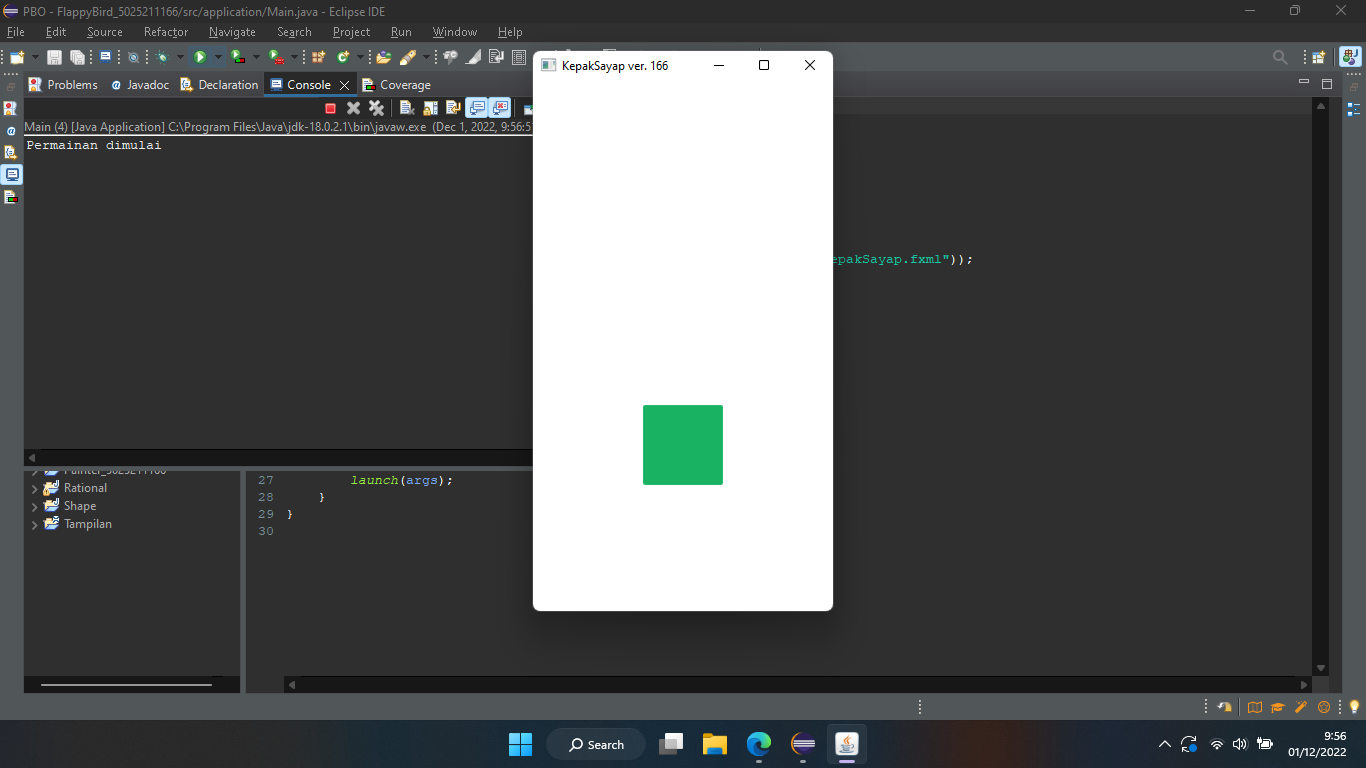 PBO - FlappyBird_5025211166/src/application/Main.java - Eclipse IDE
File Edit Source Refactor Navigate Search Project Run Window Help
KepakSayap ver. 166
Problems Javadoc Declaration Console Coverage
Main (4) [Java Application] C:\Program Files\Java\jdk-18.0.2.1\bin\javaw.exe (Dec 1, 2022, 9:56:5
Permainan dimulai
epakSayap.fxml"));
Painter_5025211166
Rational
Shape
Tampilan
27 launch(args);
28 }
29 }
30
Search
9:56
01/12/2022